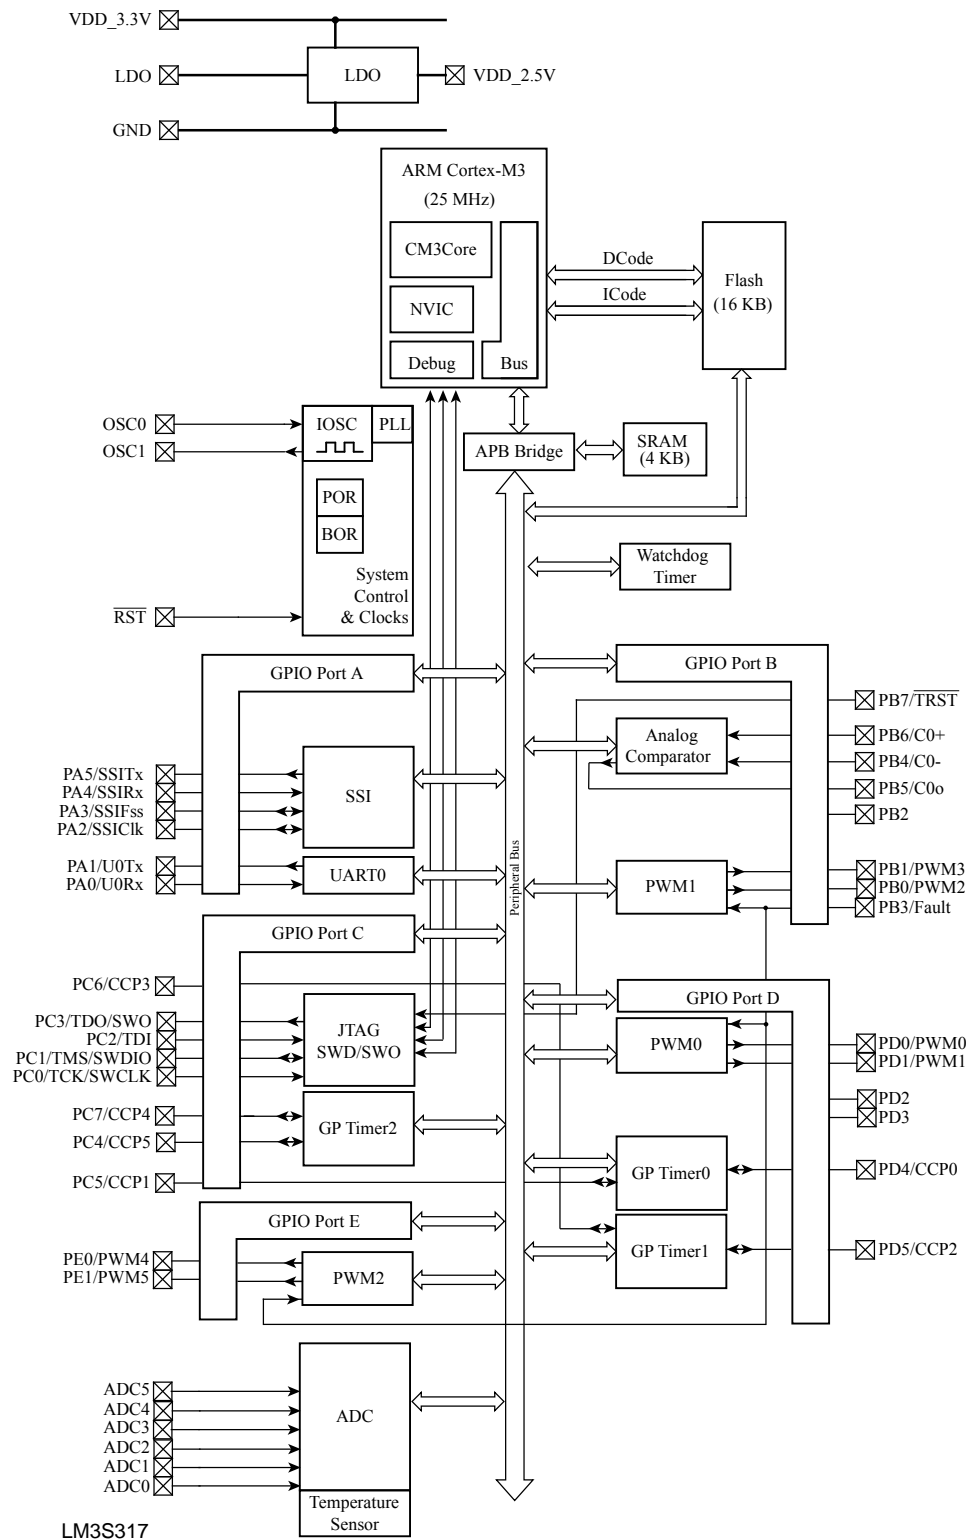 VDD_3.3V
LDO
LDO
VDD_2.5V
GND
ARM Cortex-M3
(25 MHz)
CM3Core
NVIC
Debug
Bus
DCode
ICode
Flash
(16 KB)
OSC0
OSC1
IOSC
PLL
POR
BOR
System
Control
& Clocks
RST
APB Bridge
SRAM
(4 KB)
Watchdog
Timer
Peripheral Bus
GPIO Port A
PA5/SSITx
PA4/SSIRx
PA3/SSIFss
PA2/SSIClk
SSI
PA1/U0Tx
PA0/U0Rx
UART0
GPIO Port B
PB7/TRST
Analog
Comparator
PB6/C0+
PB4/C0-
PB5/C0o
PB2
PWM1
PB1/PWM3
PB0/PWM2
PB3/Fault
GPIO Port C
PC6/CCP3
PC3/TDO/SWO
PC2/TDI
PC1/TMS/SWDIO
PC0/TCK/SWCLK
JTAG
SWD/SWO
PC7/CCP4
PC4/CCP5
GP Timer2
PC5/CCP1
GPIO Port D
PWM0
PD0/PWM0
PD1/PWM1
PD2
PD3
GP Timer0
PD4/CCP0
GP Timer1
PD5/CCP2
GPIO Port E
PE0/PWM4
PE1/PWM5
PWM2
ADC5
ADC4
ADC3
ADC2
ADC1
ADC0
ADC
Temperature
Sensor
LM3S317